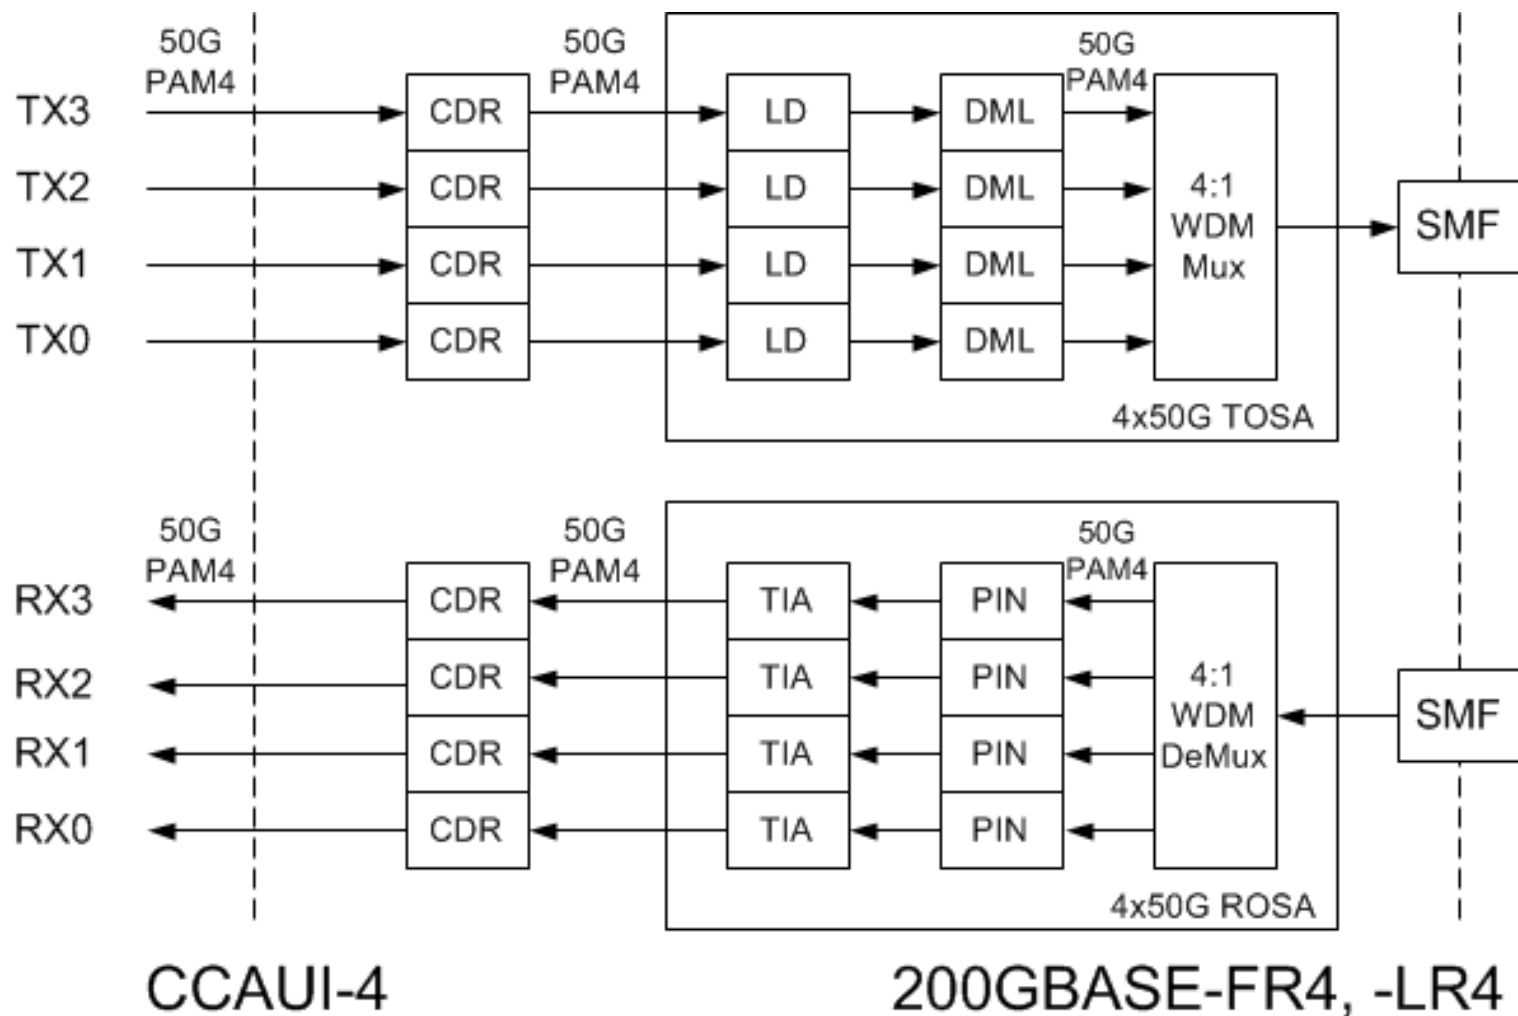 50G
PAM4
50G
PAM4
50G
PAM4
TX3
CDR
LD
DML
TX2
CDR
LD
DML
TX1
CDR
LD
DML
TX0
CDR
LD
DML
4:1
WDM
Mux
SMF
4x50G TOSA
50G
PAM4
50G
PAM4
50G
PAM4
RX3
CDR
TIA
PIN
RX2
CDR
TIA
PIN
RX1
CDR
TIA
PIN
RX0
CDR
TIA
PIN
4:1
WDM
DeMux
SMF
4x50G ROSA
CCAUI-4
200GBASE-FR4, -LR4